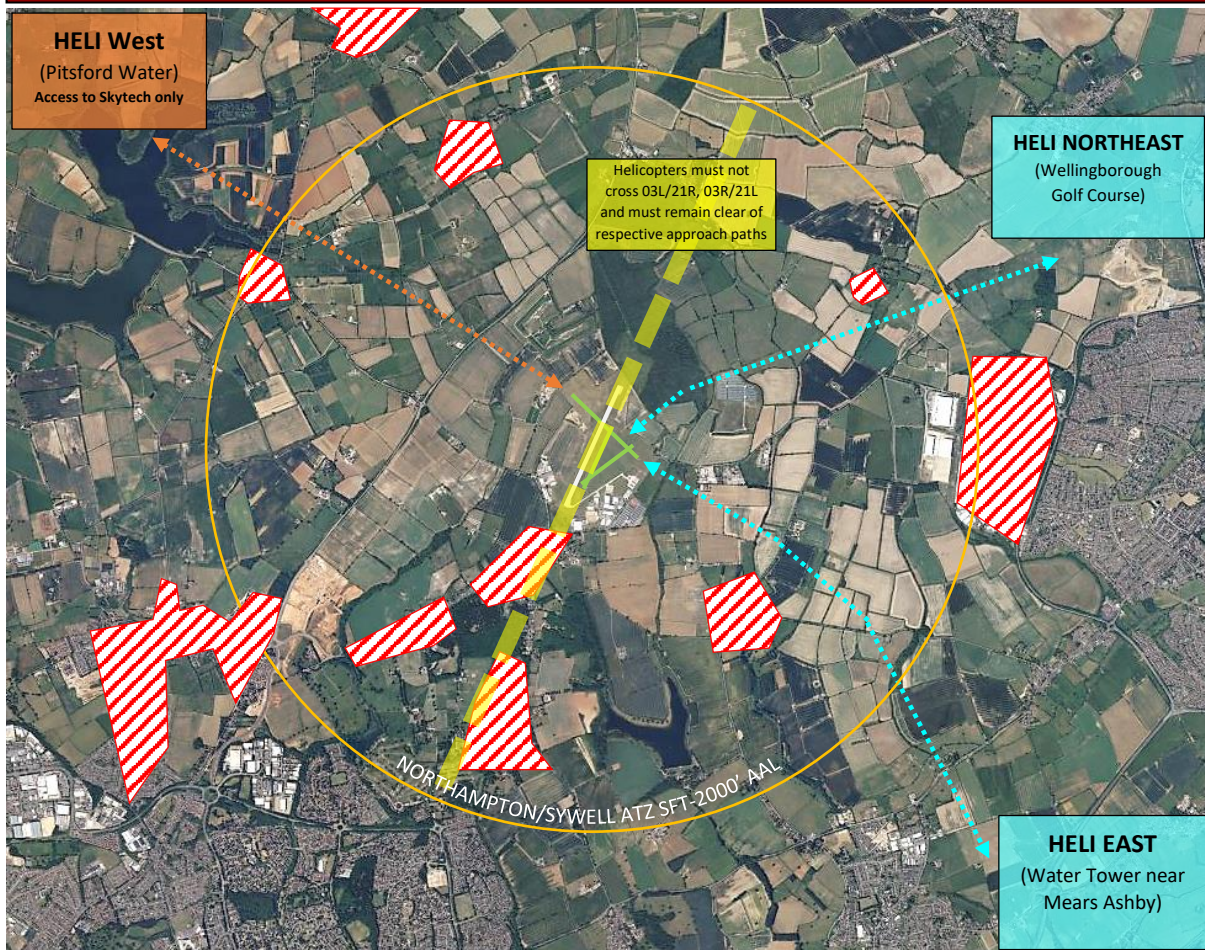 HELI West
(Pitsford Water)
Access to Skytech only
HELI NORTHEAST
(Wellingborough
Golf Course)
Helicopters must not
cross 03L/21R, 03R/21L
and must remain clear of
respective approach paths
NORTHAMPTON/SYWELL ATZ SFT-2000' AAL
HELI EAST
(Water Tower near
Mears Ashby)